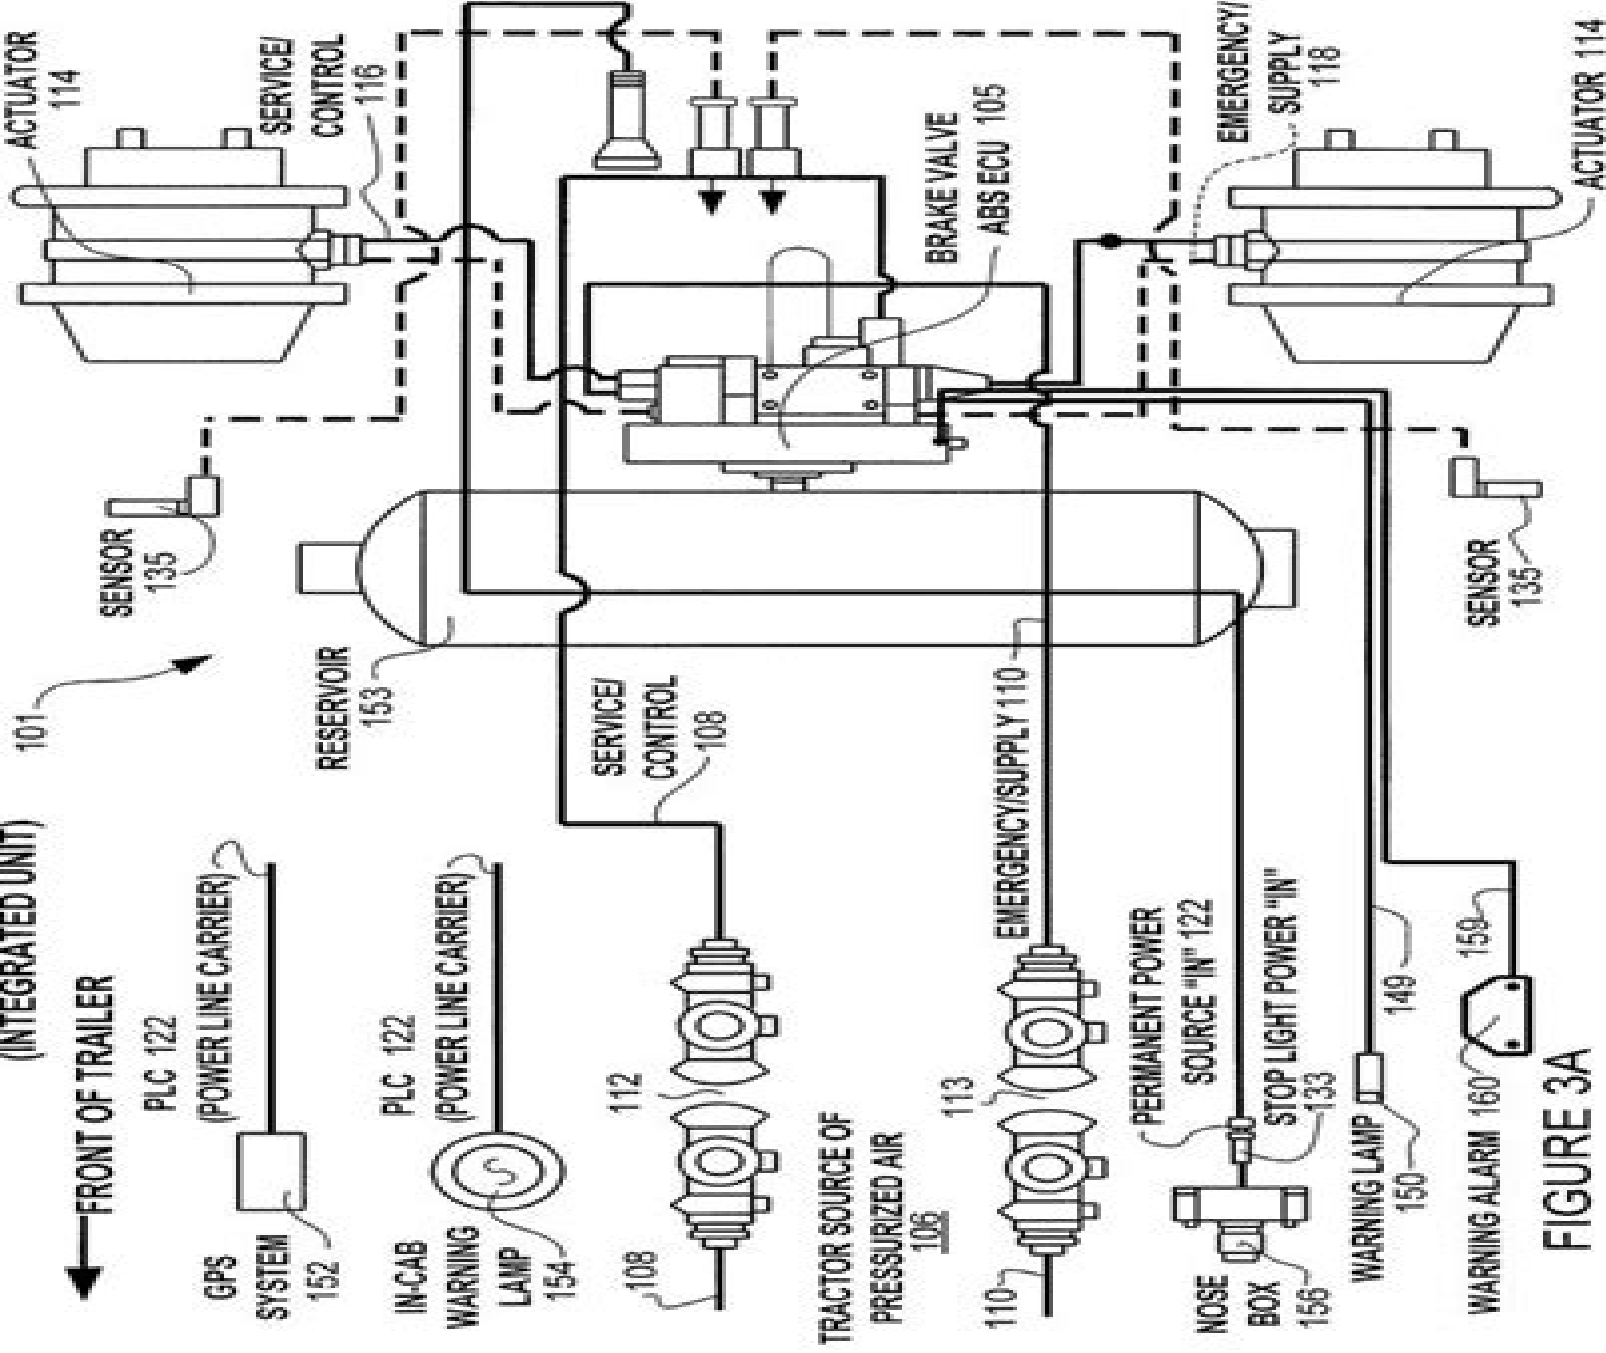 (INTEGRATED UNIT)
101
ACTUATOR
114
FRONT OF TRAILER
PLC 122
(POWER LINE CARRIER)
SENSOR
135
GPS
SYSTEM
152
SERVICE/
CONTROL
116
RESERVOIR
153
PLC 122
(POWER LINE CARRIER)
IN-CAB
WARNING
LAMP
154
SERVICE/
CONTROL
108
112
108
TRACTOR SOURCE OF
PRESSURIZED AIR
106
BRAKE VALVE
ABS ECU 105
EMERGENCY/SUPPLY 110
113
110
PERMANENT POWER
SOURCE "IN" 122
STOP LIGHT POWER "IN"
133
NOSE
BOX
156
EMERGENCY/
SUPPLY
118
WARNING LAMP
150
149
SENSOR
135
WARNING ALARM 160
159
ACTUATOR 114
FIGURE 3A